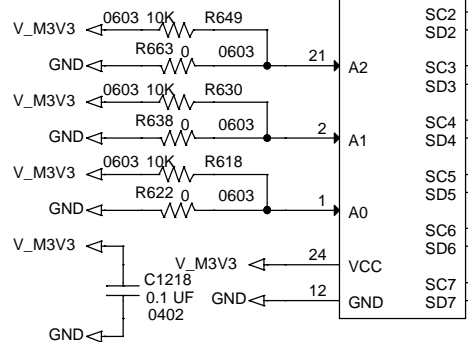 SC2
V_M3V3 0603 10K R649 SD2
R663 0 0603
GND 21 A2 SC3
V_M3V3 0603 10K R630 SD3
R638 0 0603 SC4
GND 2 A1 SD4
V_M3V3 0603 10K R618 SC5
R622 0 0603 SD5
GND 1 A0
SC6
V_M3V3 SD6
V_M3V3 24 VCC
C1218 SC7
0.1 UF GND 12 GND SD7
0402
GND